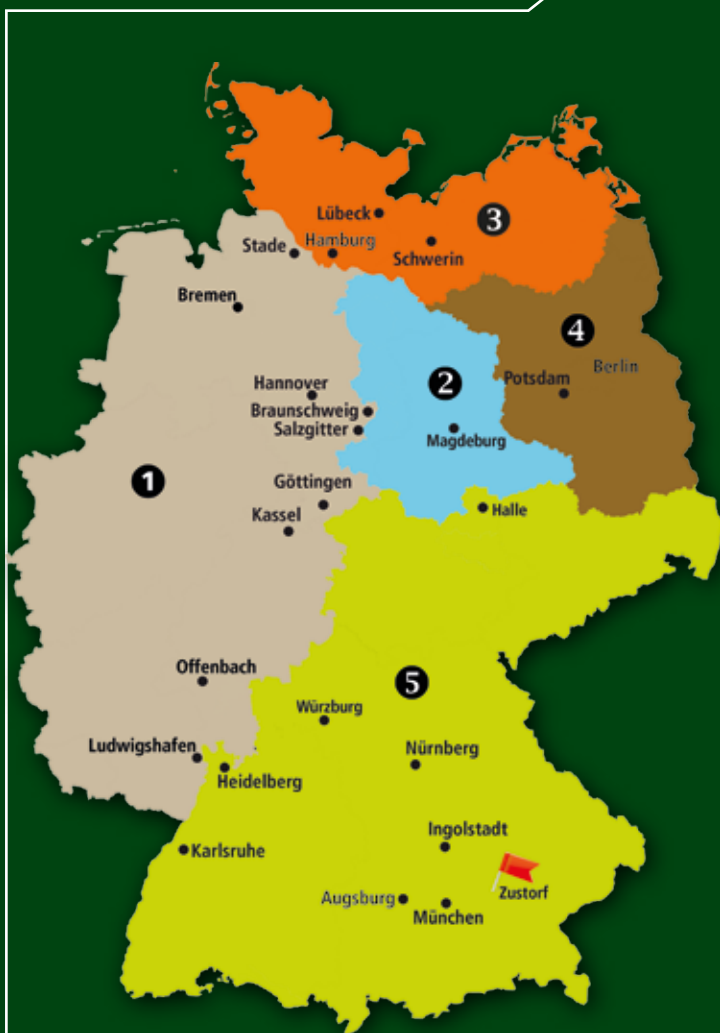 Lübeck
3
Stade
Hamburg
Schwerin
Bremen
4
Berlin
2
Potsdam
Hannover
Braunschweig
Salzgitter
Magdeburg
1
Göttingen
Halle
Kassel
Offenbach
5
Würzburg
Ludwigshafen
Nürnberg
Heidelberg
Ingolstadt
Karlsruhe
Zustorf
Augsburg
München